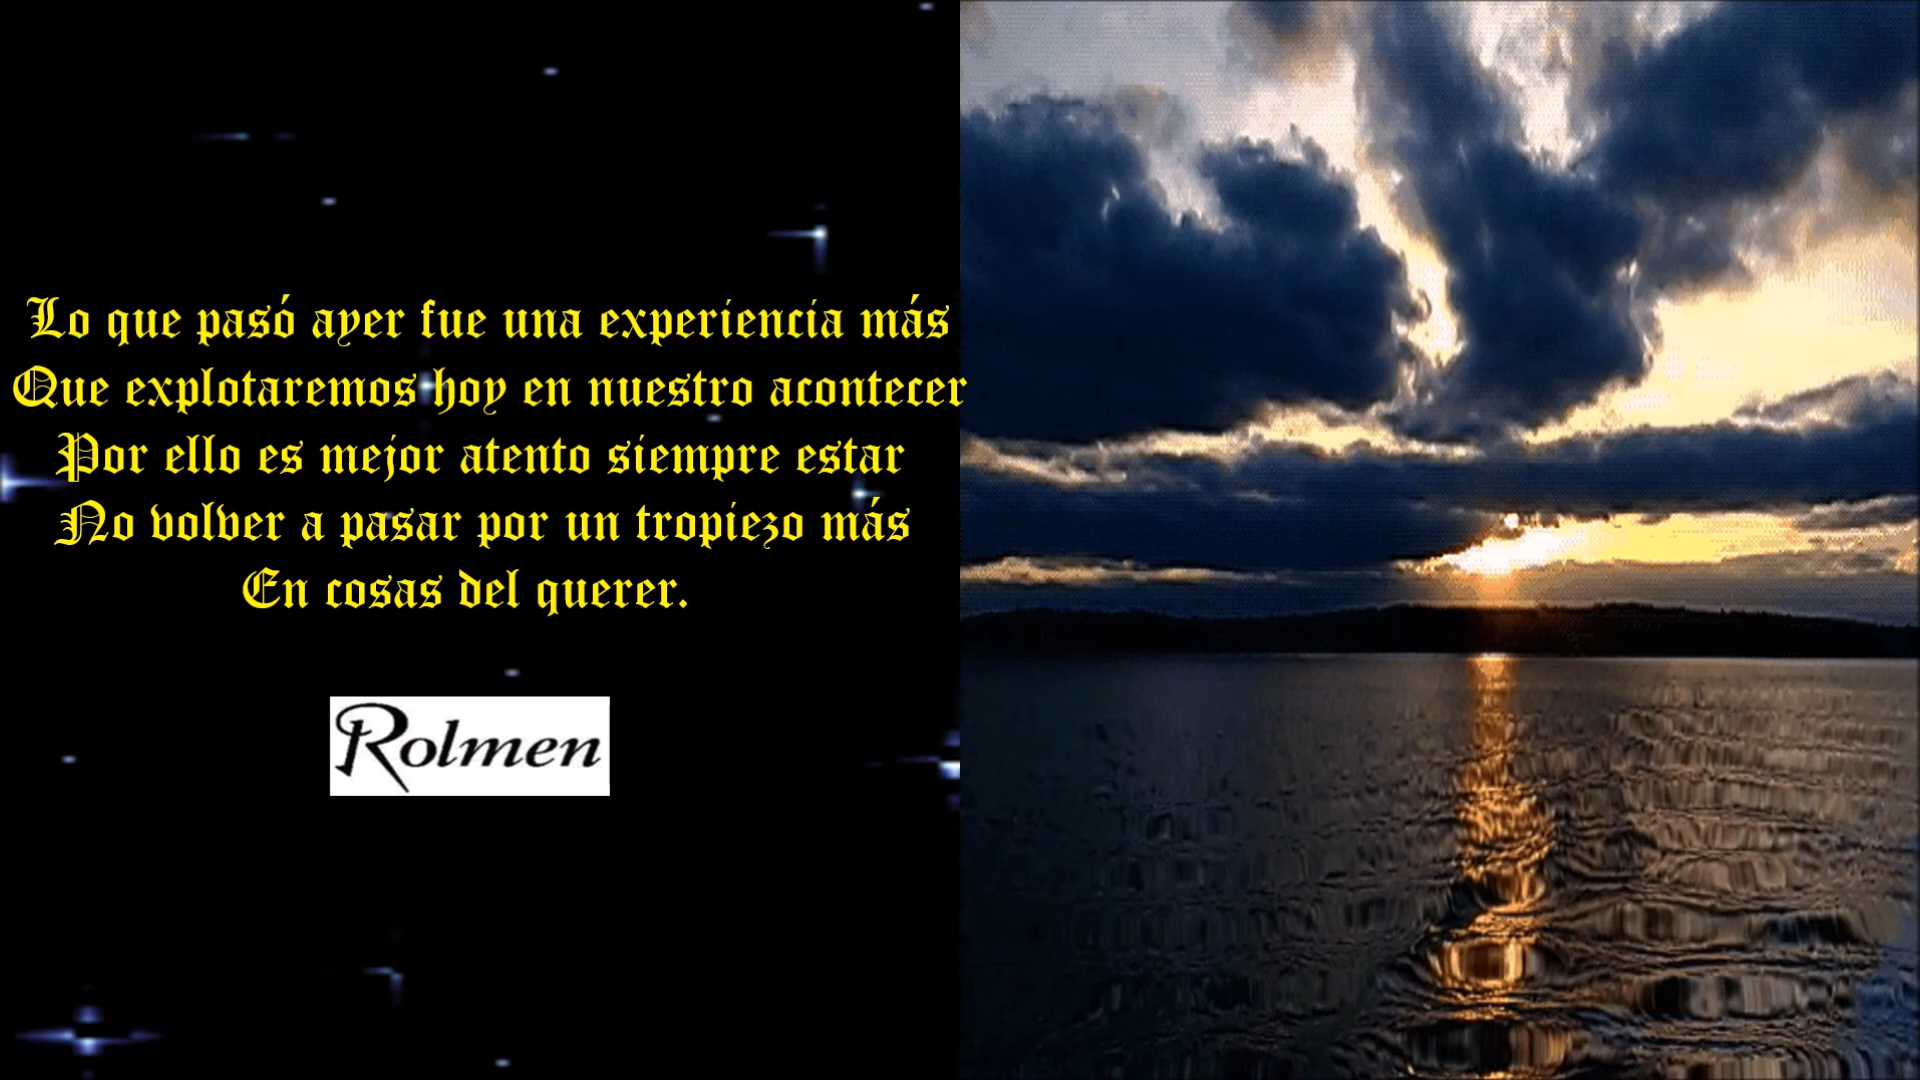 Lo que pasó ayer fue una experiencia más
Que explotaremos hoy en nuestro acontecer
Por ello es mejor atento siempre estar
No volver a pasar por un tropiezo más
En cosas del querer.
Rolmen